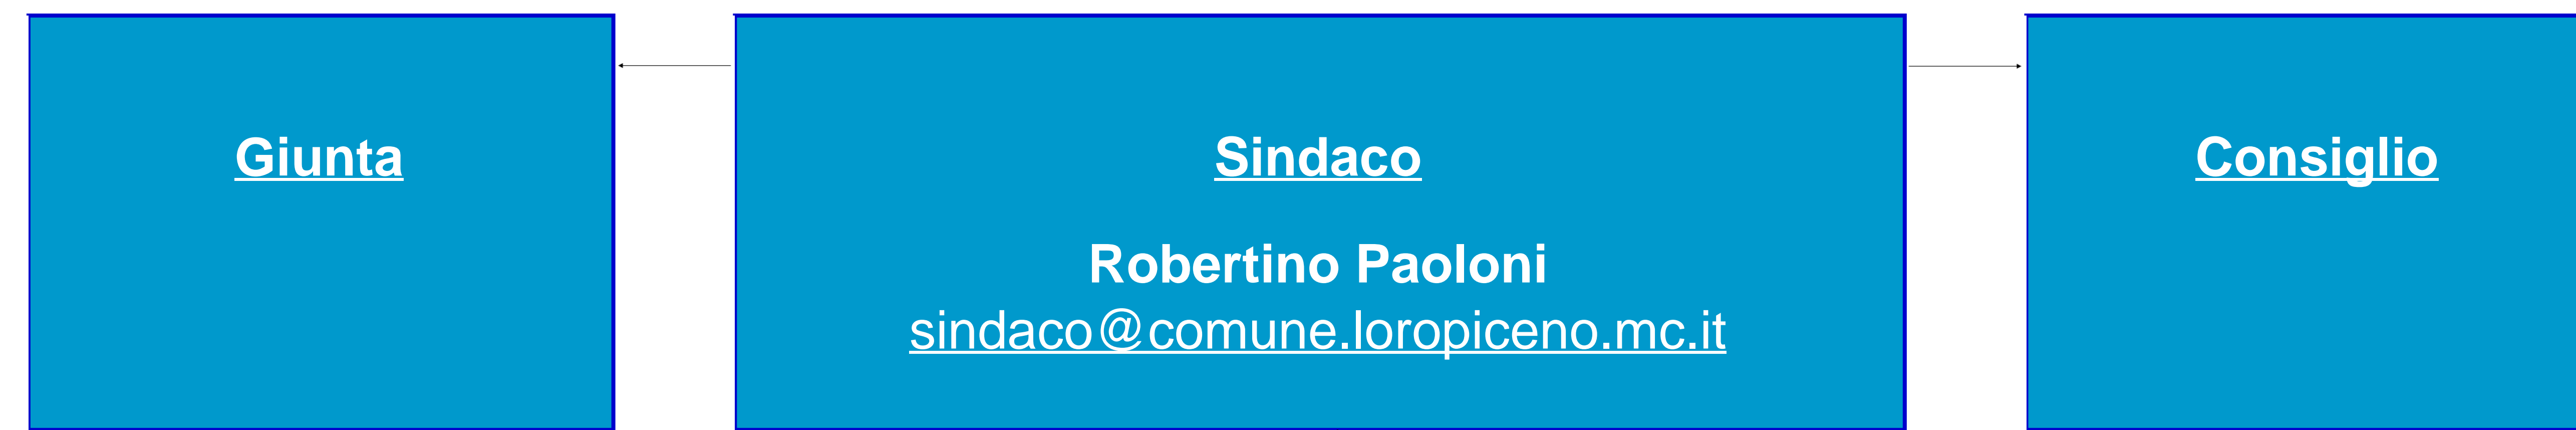 Giunta
Sindaco
Robertino Paoloni
sindaco@comune.loropiceno.mc.it
Consiglio